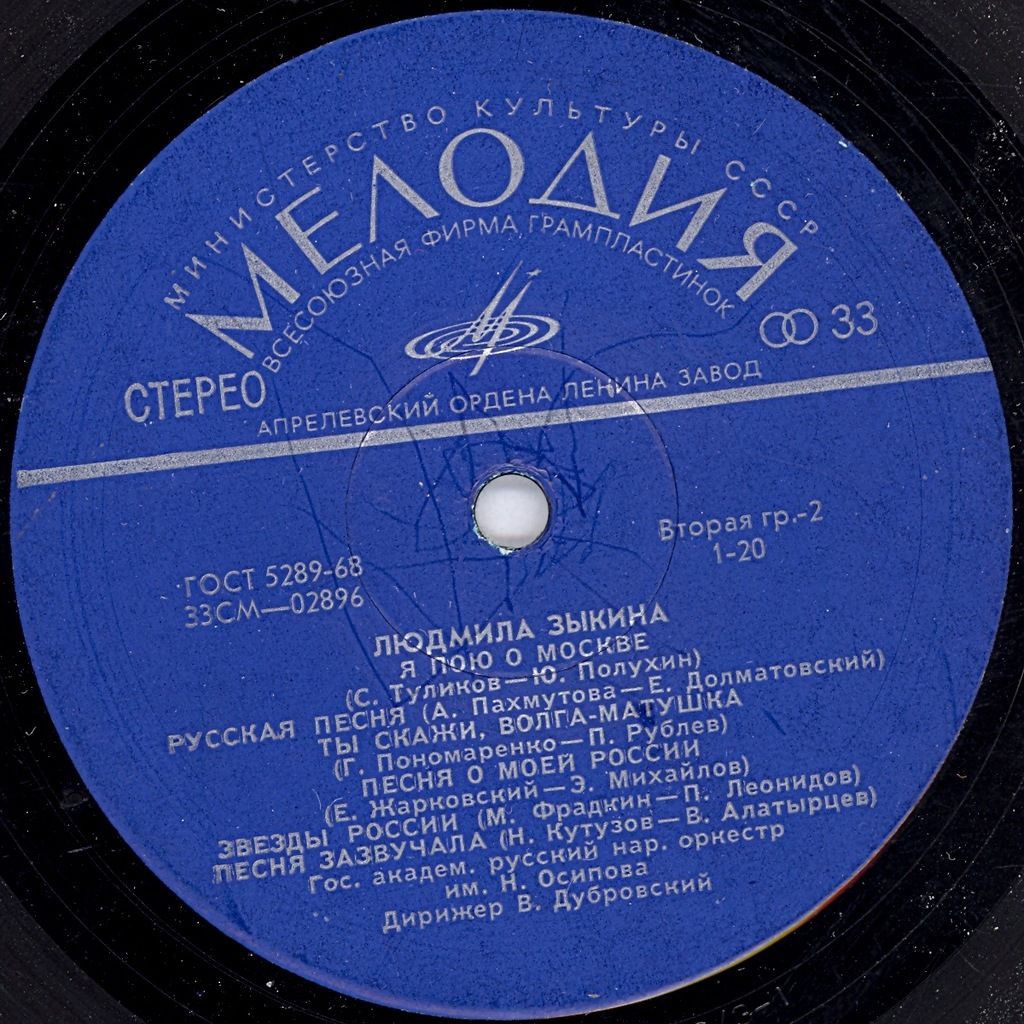 МИНИСТЕРСТВО КУЛЬТУРЫ СССР
МЕЛОДИЯ
ВСЕСОЮЗНАЯ ФИРМА ГРАМПЛАСТИНОК
33
СТЕРЕО
АПРЕЛЕВСКИЙ ОРДЕНА ЛЕНИНА ЗАВОД
Вторая гр.-2
1-20
ГОСТ 5289-68
33СМ—02896
ЛЮДМИЛА ЗЫКИНА
Я ПОЮ О МОСКВЕ
(С. Туликов—Ю. Полухин)
РУССКАЯ ПЕСНЯ (А. Пахмутова—Е. Долматовский)
ТЫ СКАЖИ, ВОЛГА-МАТУШКА
(Г. Пономаренко—П. Рублев)
ПЕСНЯ О МОЕЙ РОССИИ
(Е. Жарковский—Э. Михайлов)
ЗВЕЗДЫ РОССИИ (М. Фрадкин—П. Леонидов)
ПЕСНЯ ЗАЗВУЧАЛА (Н. Кутузов—В. Алатырцев)
Гос. академ. русский нар. оркестр
им. Н. Осипова
Дирижер В. Дубровский